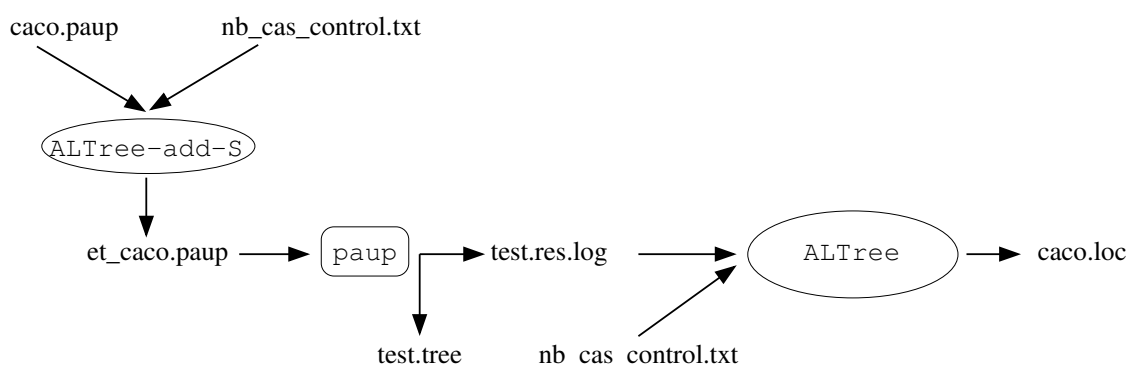 caco.paup nb_cas_control.txt
ALTree-add-S
et_caco.paup paup test.res.log ALTree caco.loc
test.tree nb cas control.txt